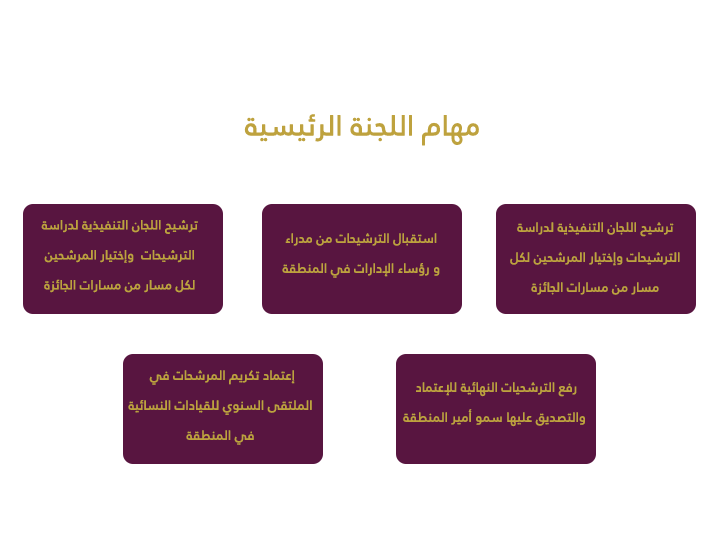 مهام اللجنة الرئيسية
ترشيح اللجان التنفيذية لدراسة
الترشيحات وإختيار المرشحين لكل
مسار من مسارات الجائزة
استقبال الترشيحات من مدراء
و رؤساء الإدارات في المنطقة
ترشيح اللجان التنفيذية لدراسة
الترشيحات  وإختيار المرشحين
لكل مسار من مسارات الجائزة
رفع الترشحيات النهائية للإعتماد
والتصديق عليها سمو أمير المنطقة
إعتماد تكريم المرشحات في
الملتقى السنوي للقيادات النسائية
في المنطقة